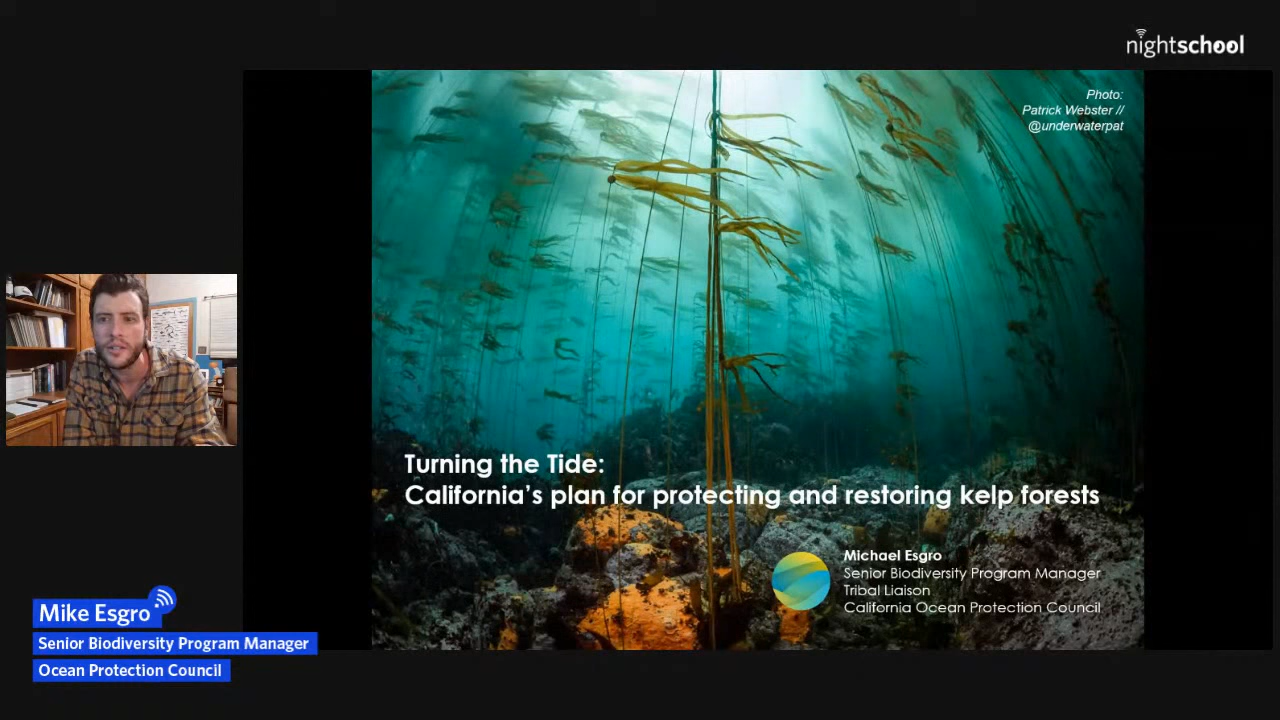 nightschool
Photo:
Patrick Webster //
@underwaterpat
Turning the Tide:
California's plan for protecting and restoring kelp forests
Michael Esgro
Senior Biodiversity Program Manager
Tribal Liaison
California Ocean Protection Council
Mike Esgro
Senior Biodiversity Program Manager
Ocean Protection Council